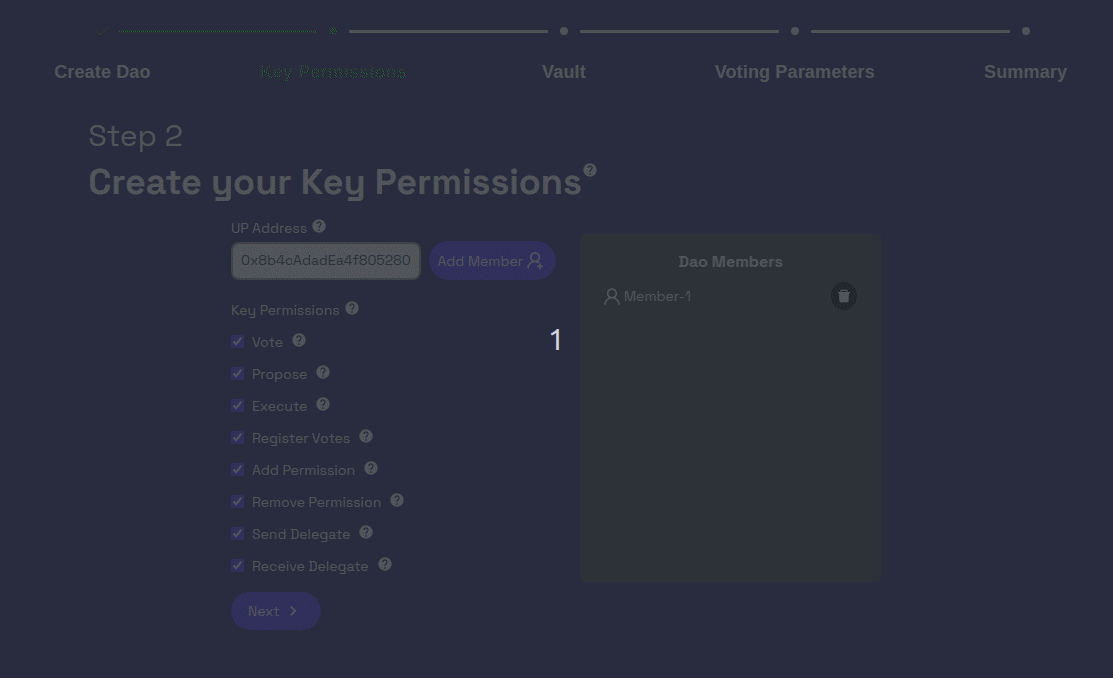 Create Dao
Key Permissions
Vault
Voting Parameters
Summary
Step 2
Create your Key Permissions
UP Address
0x8b4cAdadEa4f805280
Add Member
Dao Members
Member-1
Key Permissions
1
Vote
Propose
Execute
Register Votes
Add Permission
Remove Permission
Send Delegate
Receive Delegate
Next